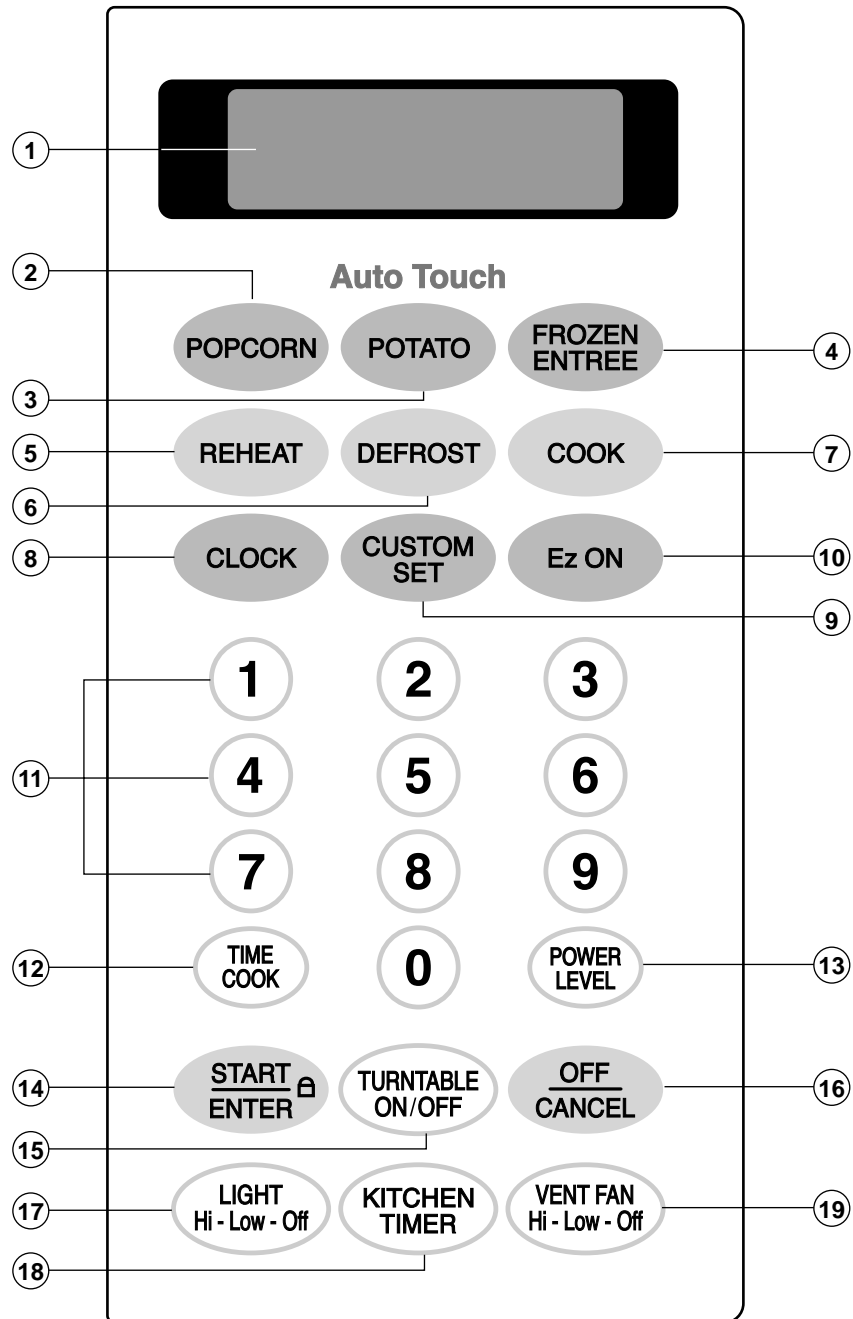 1
2
Auto Touch
POPCORN
POTATO
FROZEN
ENTREE
4
3
5
REHEAT
DEFROST
COOK
7
6
8
CLOCK
CUSTOM
SET
Ez ON
10
9
1
2
3
11
4
5
6
7
8
9
12
TIME
COOK
0
POWER
LEVEL
13
14
START
ENTER
TURNTABLE
ON/OFF
OFF
CANCEL
16
15
17
LIGHT
Hi - Low - Off
KITCHEN
TIMER
VENT FAN
Hi - Low - Off
19
18